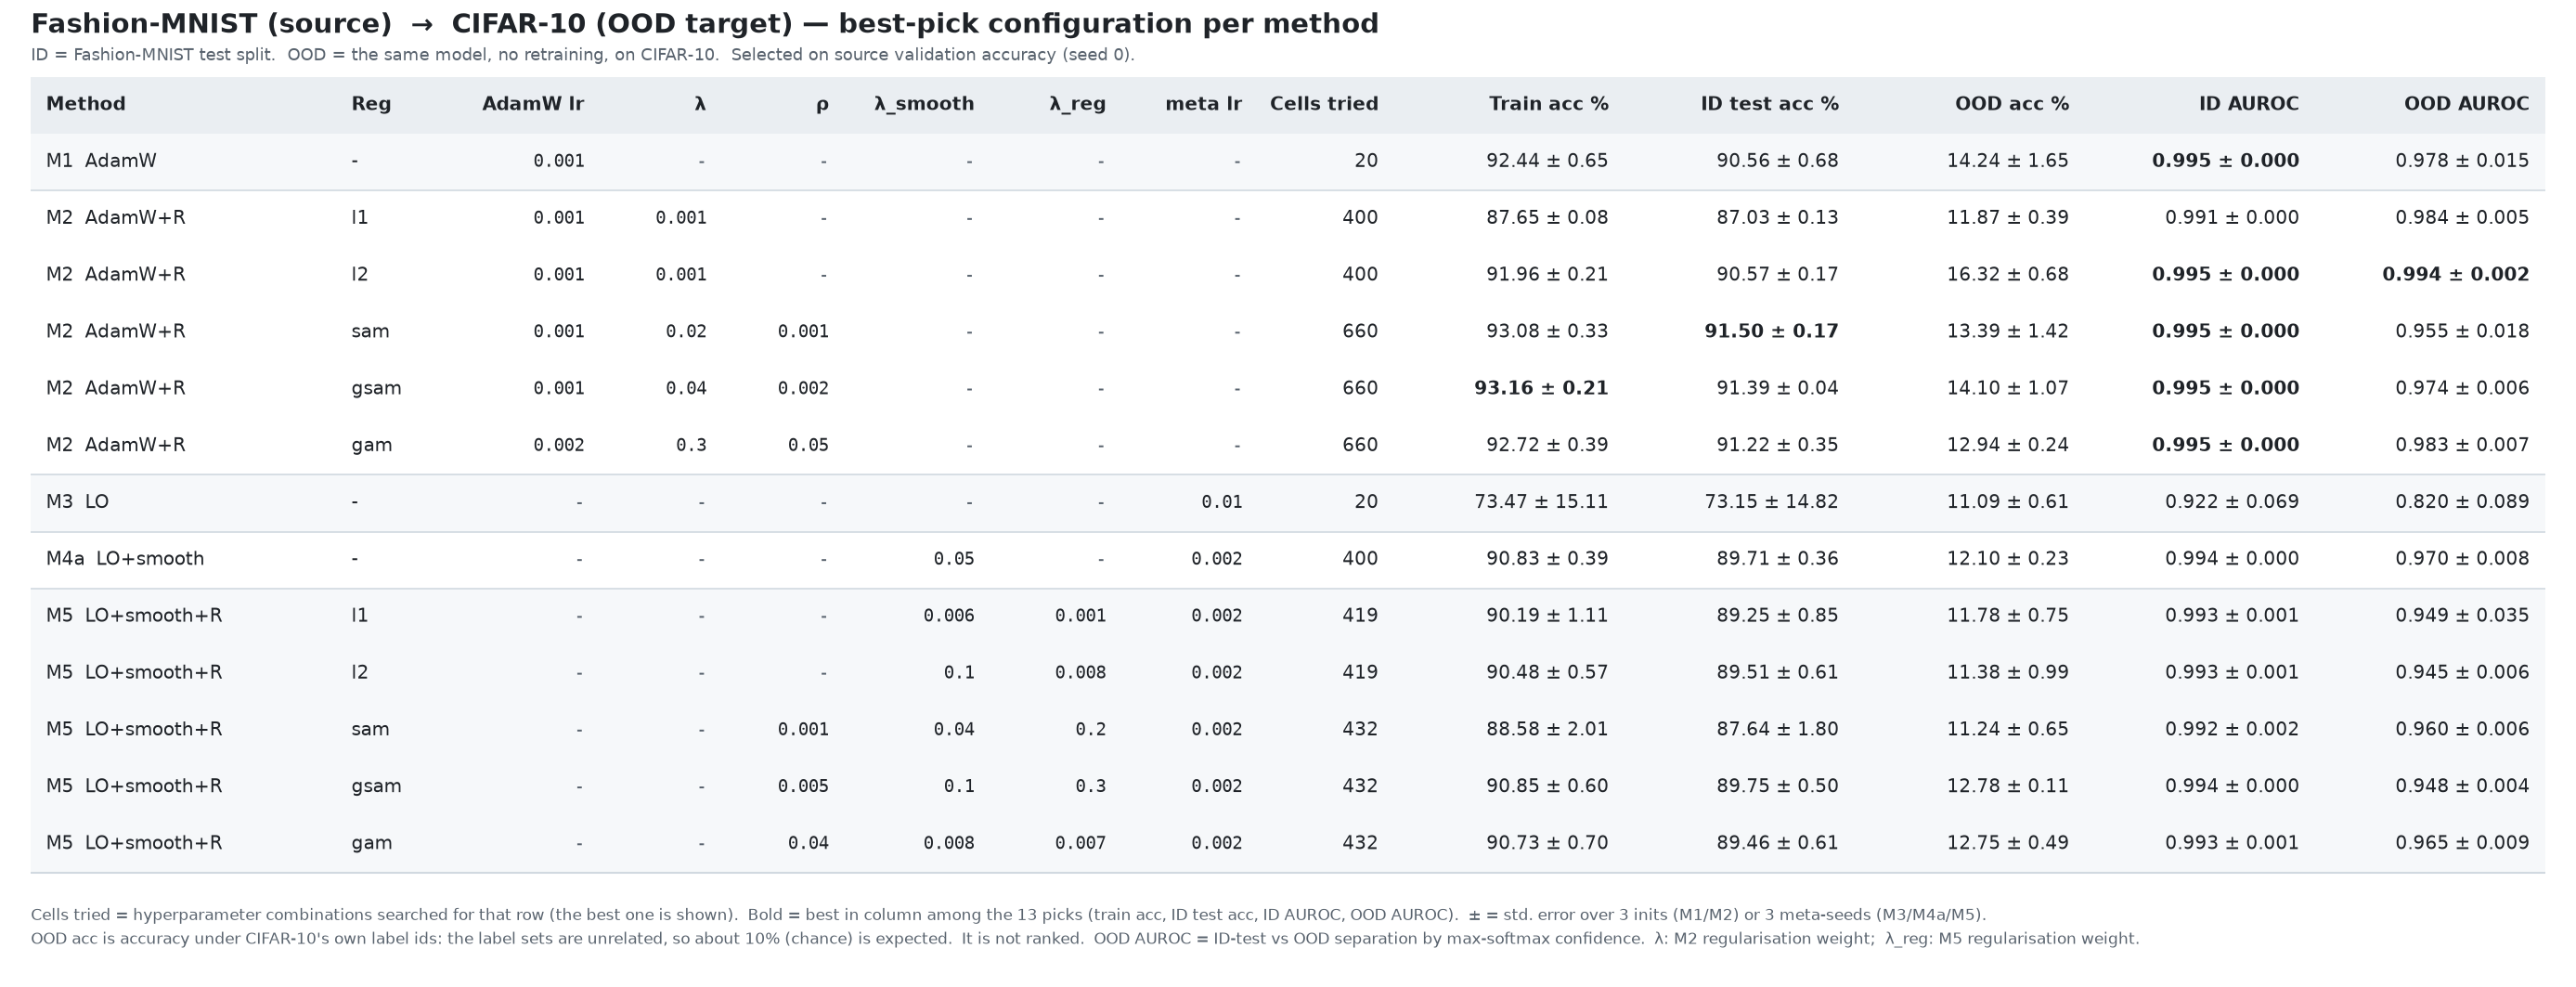 Fashion-MNIST (source) → CIFAR-10 (OOD target) — best-pick configuration per method
ID = Fashion-MNIST test split. OOD = the same model, no retraining, on CIFAR-10. Selected on source validation accuracy (seed 0).
Method Reg AdamW lr λ ρ λ_smooth λ_reg meta lr Cells tried Train acc % ID test acc % OOD acc % ID AUROC OOD AUROC
M1 AdamW - 0.001 - - - - - 20 92.44 ± 0.65 90.56 ± 0.68 14.24 ± 1.65 0.995 ± 0.000 0.978 ± 0.015
M2 AdamW+R l1 0.001 0.001 - - - - 400 87.65 ± 0.08 87.03 ± 0.13 11.87 ± 0.39 0.991 ± 0.000 0.984 ± 0.005
M2 AdamW+R l2 0.001 0.001 - - - - 400 91.96 ± 0.21 90.57 ± 0.17 16.32 ± 0.68 0.995 ± 0.000 0.994 ± 0.002
M2 AdamW+R sam 0.001 0.02 0.001 - - - 660 93.08 ± 0.33 91.50 ± 0.17 13.39 ± 1.42 0.995 ± 0.000 0.955 ± 0.018
M2 AdamW+R gsam 0.001 0.04 0.002 - - - 660 93.16 ± 0.21 91.39 ± 0.04 14.10 ± 1.07 0.995 ± 0.000 0.974 ± 0.006
M2 AdamW+R gam 0.002 0.3 0.05 - - - 660 92.72 ± 0.39 91.22 ± 0.35 12.94 ± 0.24 0.995 ± 0.000 0.983 ± 0.007
M3 LO - - - - - - 0.01 20 73.47 ± 15.11 73.15 ± 14.82 11.09 ± 0.61 0.922 ± 0.069 0.820 ± 0.089
M4a LO+smooth - - - - 0.05 - 0.002 400 90.83 ± 0.39 89.71 ± 0.36 12.10 ± 0.23 0.994 ± 0.000 0.970 ± 0.008
M5 LO+smooth+R l1 - - - 0.006 0.001 0.002 419 90.19 ± 1.11 89.25 ± 0.85 11.78 ± 0.75 0.993 ± 0.001 0.949 ± 0.035
M5 LO+smooth+R l2 - - - 0.1 0.008 0.002 419 90.48 ± 0.57 89.51 ± 0.61 11.38 ± 0.99 0.993 ± 0.001 0.945 ± 0.006
M5 LO+smooth+R sam - - 0.001 0.04 0.2 0.002 432 88.58 ± 2.01 87.64 ± 1.80 11.24 ± 0.65 0.992 ± 0.002 0.960 ± 0.006
M5 LO+smooth+R gsam - - 0.005 0.1 0.3 0.002 432 90.85 ± 0.60 89.75 ± 0.50 12.78 ± 0.11 0.994 ± 0.000 0.948 ± 0.004
M5 LO+smooth+R gam - - 0.04 0.008 0.007 0.002 432 90.73 ± 0.70 89.46 ± 0.61 12.75 ± 0.49 0.993 ± 0.001 0.965 ± 0.009
Cells tried = hyperparameter combinations searched for that row (the best one is shown). Bold = best in column among the 13 picks (train acc, ID test acc, ID AUROC, OOD AUROC). ± = std. error over 3 inits (M1/M2) or 3 meta-seeds (M3/M4a/M5).
OOD acc is accuracy under CIFAR-10's own label ids: the label sets are unrelated, so about 10% (chance) is expected. It is not ranked. OOD AUROC = ID-test vs OOD separation by max-softmax confidence. λ: M2 regularisation weight; λ_reg: M5 regularisation weight.